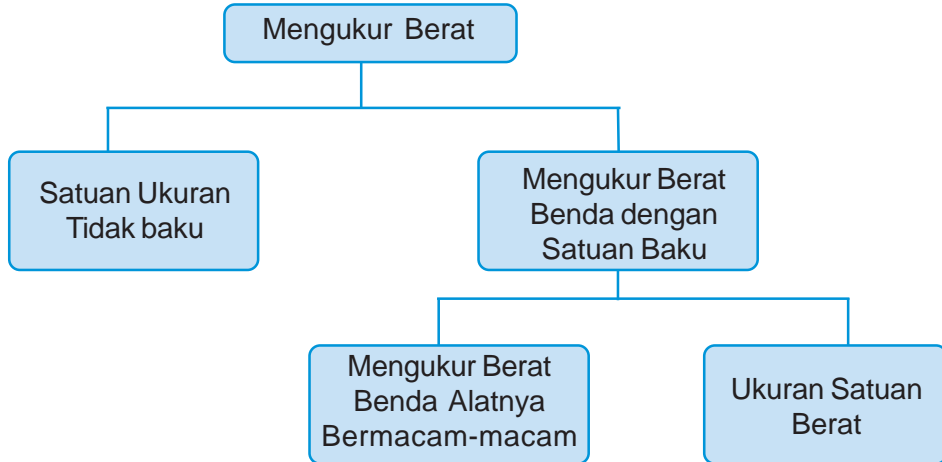 Mengukur Berat
Satuan Ukuran
Tidak baku
Mengukur Berat
Benda dengan
Satuan Baku
Mengukur Berat
Benda Alatnya
Bermacam-macam
Ukuran Satuan
Berat